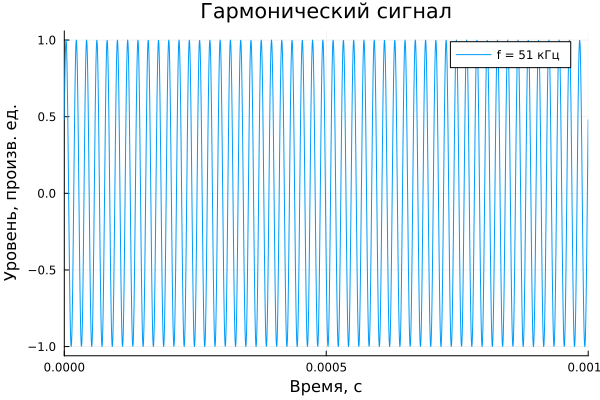 Гармонический сигнал
f = 51 кГц
Уровень, произв. ед.
1.0
0.5
0.0
−0.5
−1.0
0.0000
0.0005
0.001
Время, с